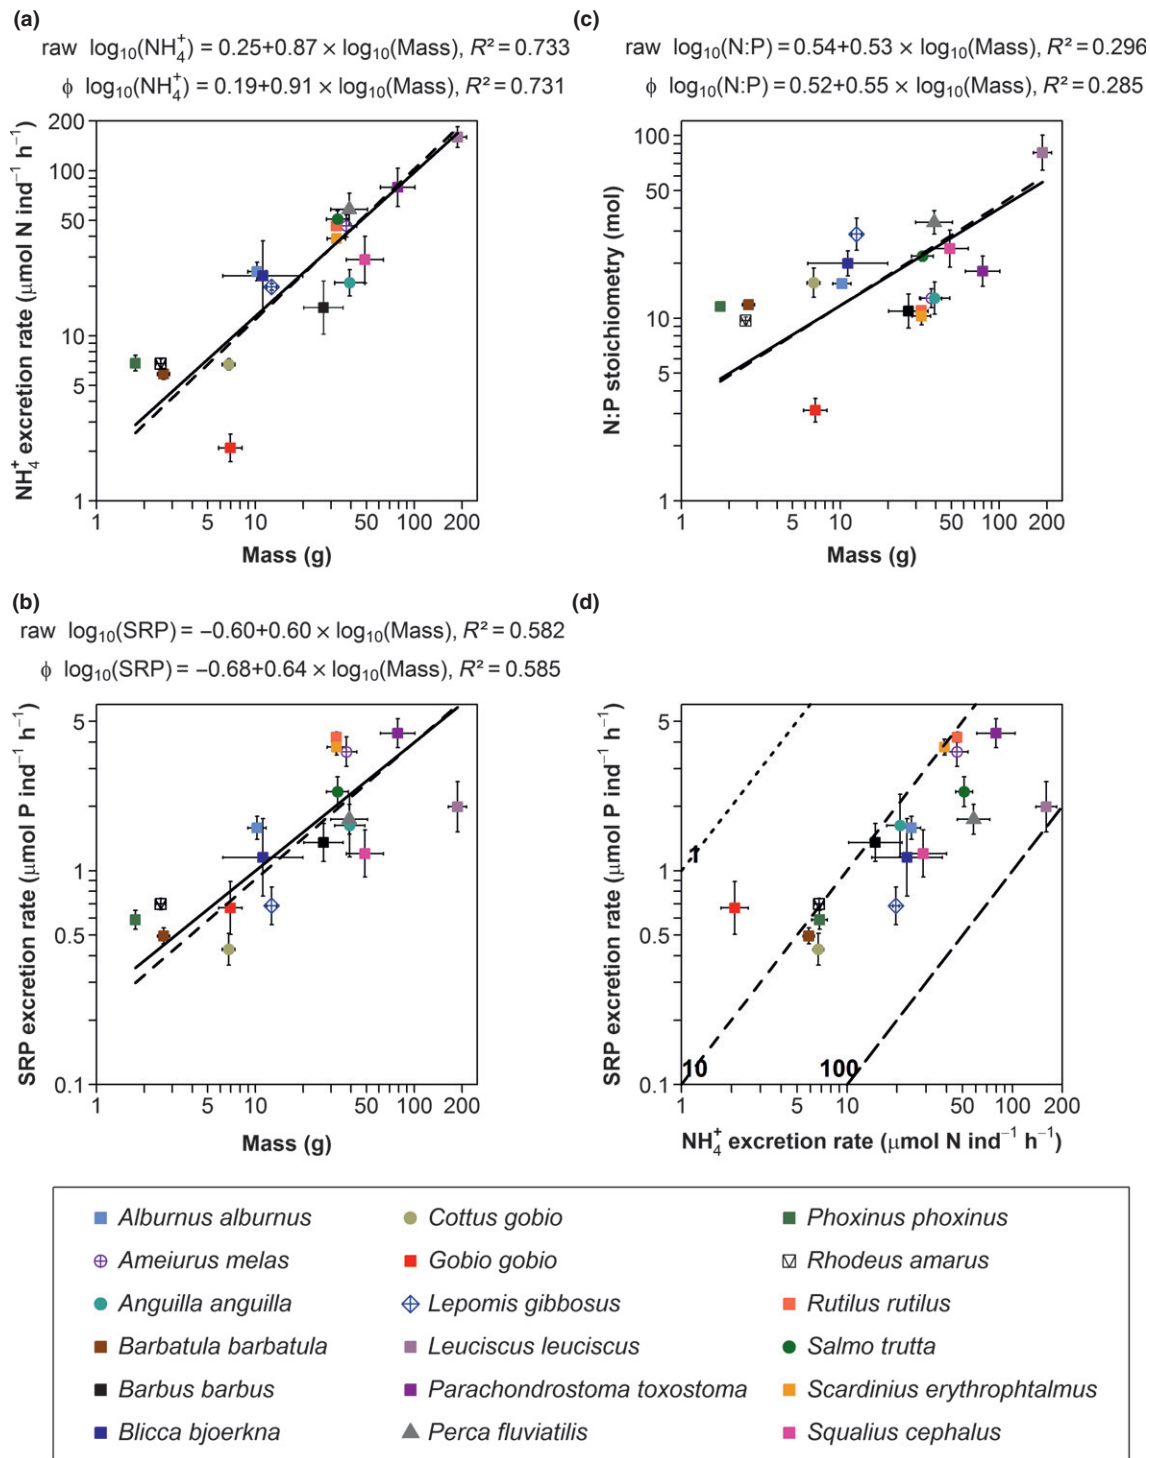 (a)
raw log₁₀(NH₄⁺) = 0.25+0.87 × log₁₀(Mass), R² = 0.733
ϕ log₁₀(NH₄⁺) = 0.19+0.91 × log₁₀(Mass), R² = 0.731
200
100
50
10
5
1
NH₄⁺ excretion rate (μmol N ind⁻¹ h⁻¹)
1 5 10 50 100 200
Mass (g)
(c)
raw log₁₀(N:P) = 0.54+0.53 × log₁₀(Mass), R² = 0.296
ϕ log₁₀(N:P) = 0.52+0.55 × log₁₀(Mass), R² = 0.285
100
50
10
5
1
N:P stoichiometry (mol)
1 5 10 50 100 200
Mass (g)
(b)
raw log₁₀(SRP) = −0.60+0.60 × log₁₀(Mass), R² = 0.582
ϕ log₁₀(SRP) = −0.68+0.64 × log₁₀(Mass), R² = 0.585
5
1
0.5
0.1
SRP excretion rate (μmol P ind⁻¹ h⁻¹)
1 5 10 50 100 200
Mass (g)
(d)
5
1
0.5
0.1
SRP excretion rate (μmol P ind⁻¹ h⁻¹)
1
10
100
1 5 10 50 100 200
NH₄⁺ excretion rate (μmol N ind⁻¹ h⁻¹)
Alburnus alburnus
Ameiurus melas
Anguilla anguilla
Barbatula barbatula
Barbus barbus
Blicca bjoerkna
Cottus gobio
Gobio gobio
Lepomis gibbosus
Leuciscus leuciscus
Parachondrostoma toxostoma
Perca fluviatilis
Phoxinus phoxinus
Rhodeus amarus
Rutilus rutilus
Salmo trutta
Scardinius erythrophtalmus
Squalius cephalus